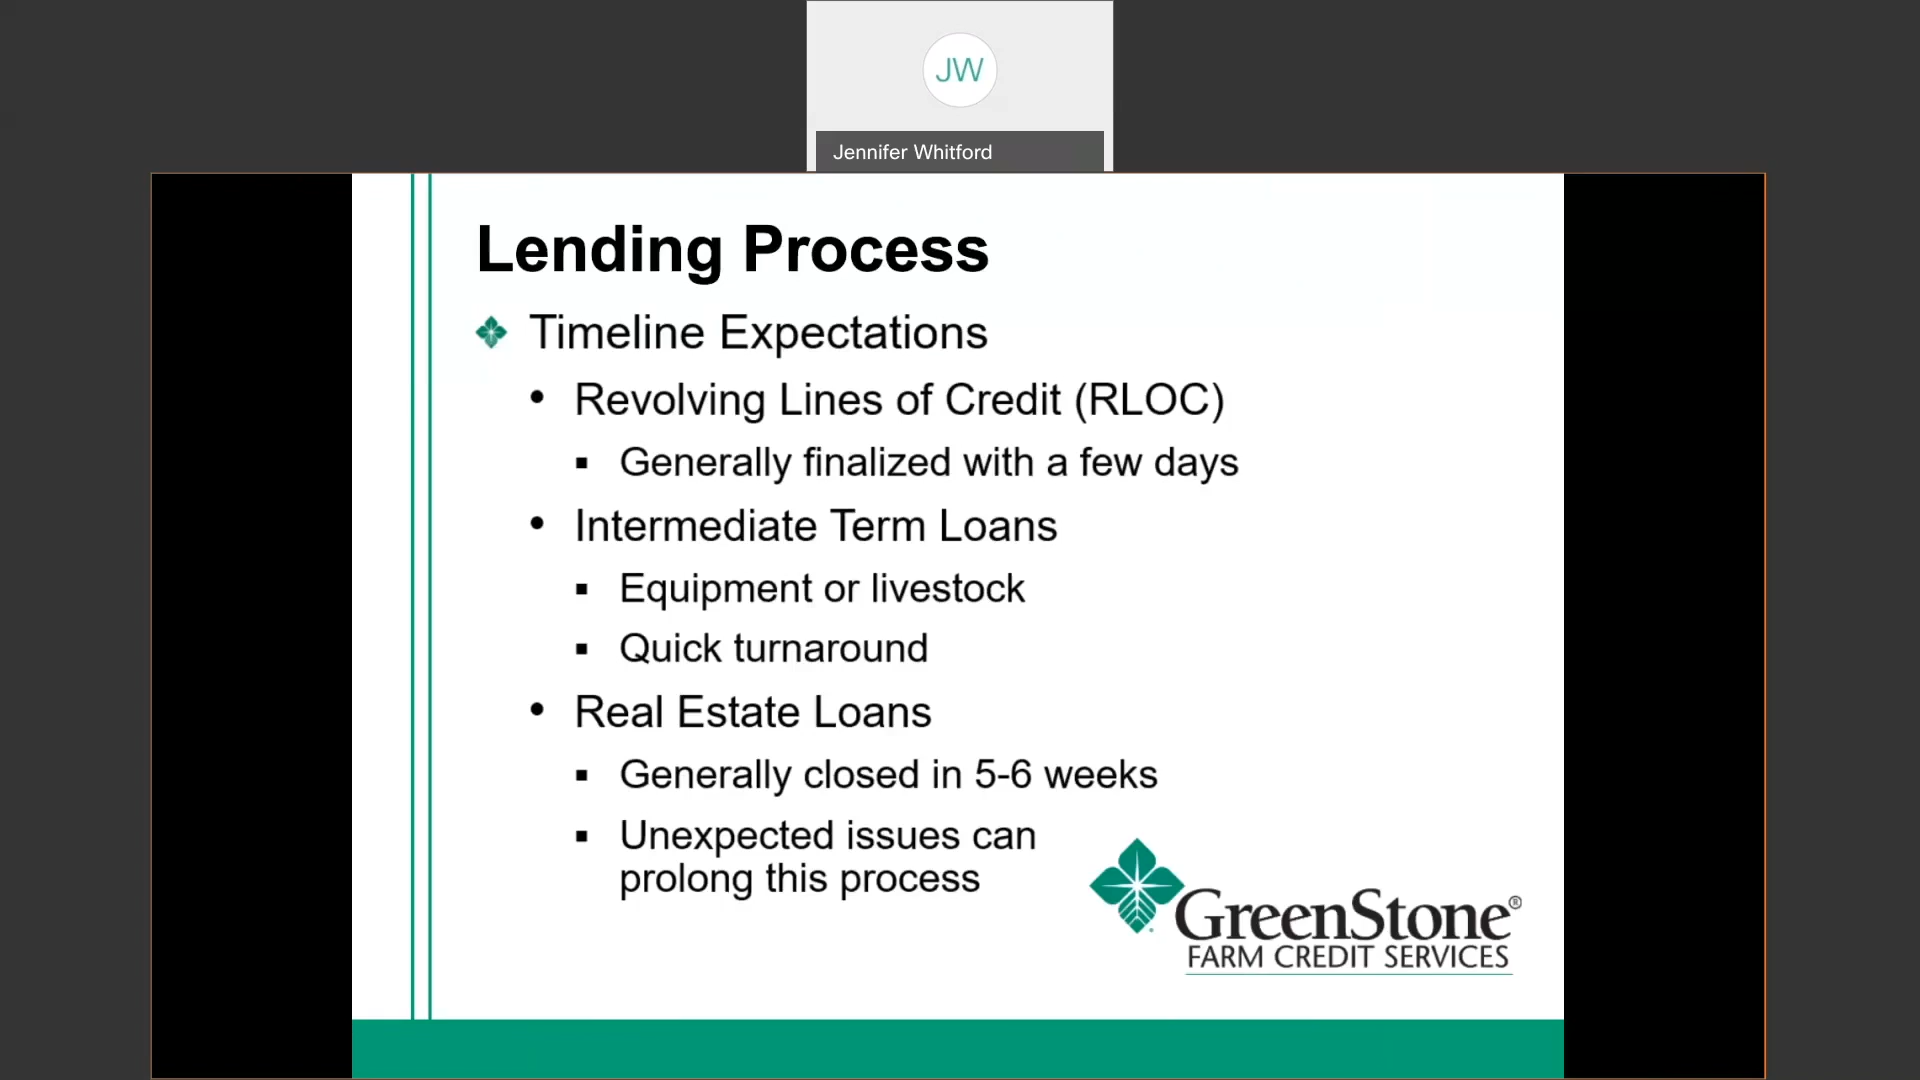 JW
Jennifer Whitford
Lending Process
Timeline Expectations
• Revolving Lines of Credit (RLOC)
▪ Generally finalized with a few days
• Intermediate Term Loans
▪ Equipment or livestock
▪ Quick turnaround
• Real Estate Loans
▪ Generally closed in 5-6 weeks
▪ Unexpected issues can
prolong this process
GreenStone®
FARM CREDIT SERVICES